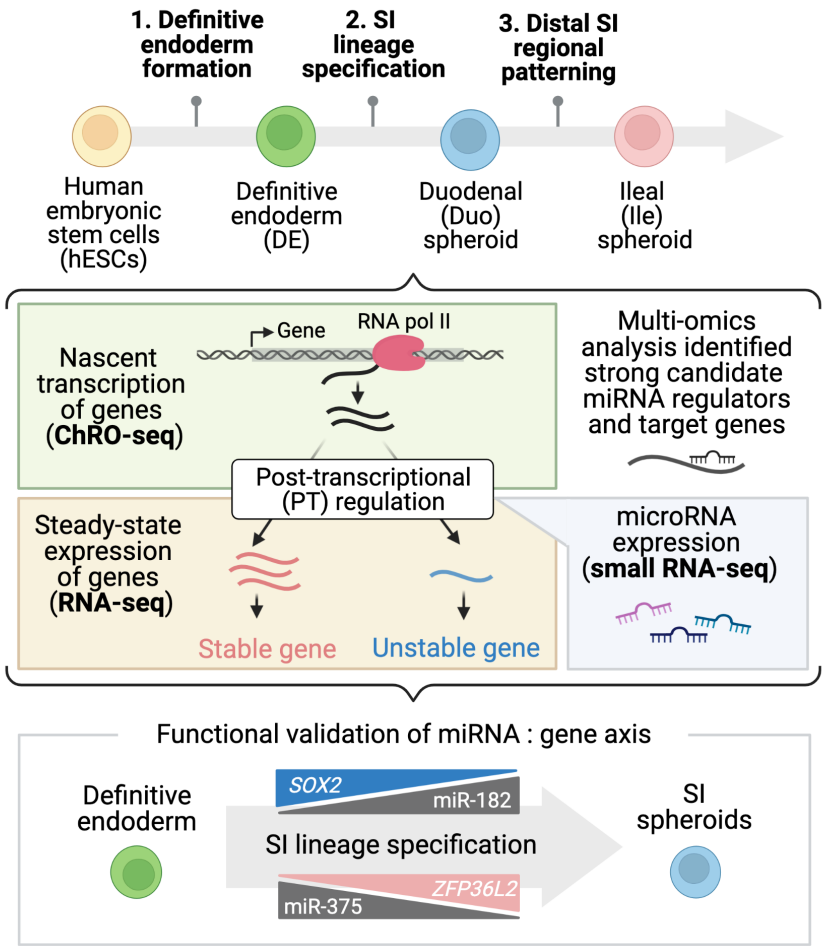 1. Definitive
endoderm
formation
2. SI
lineage
specification
3. Distal SI
regional
patterning
Human
embryonic
stem cells
(hESCs)
Definitive
endoderm
(DE)
Duodenal
(Duo)
spheroid
Ileal
(Ile)
spheroid
Nascent
transcription
of genes
(ChRO-seq)
Gene
RNA pol II
Multi-omics
analysis identified
strong candidate
miRNA regulators
and target genes
Post-transcriptional
(PT) regulation
Steady-state
expression
of genes
(RNA-seq)
Stable gene
Unstable gene
microRNA
expression
(small RNA-seq)
Functional validation of miRNA : gene axis
Definitive
endoderm
SOX2
miR-182
SI lineage specification
ZFP36L2
miR-375
SI
spheroids